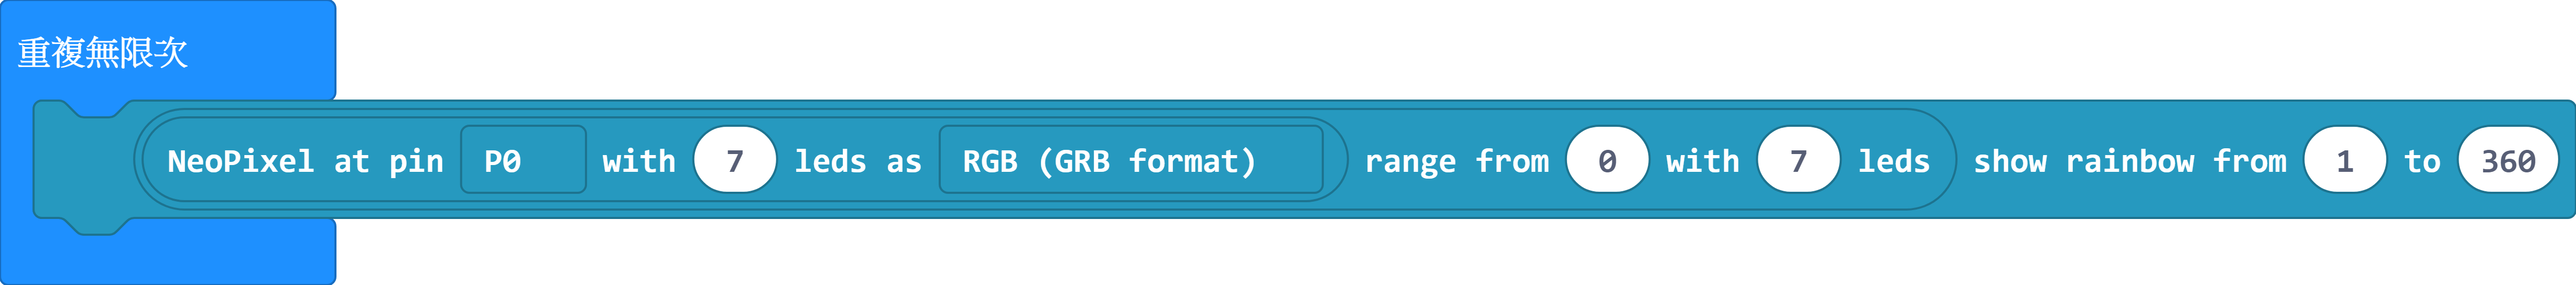 重複無限次
NeoPixel at pin P0 with 7 leds as RGB (GRB format) range from 0 with 7 leds show rainbow from 1 to 360